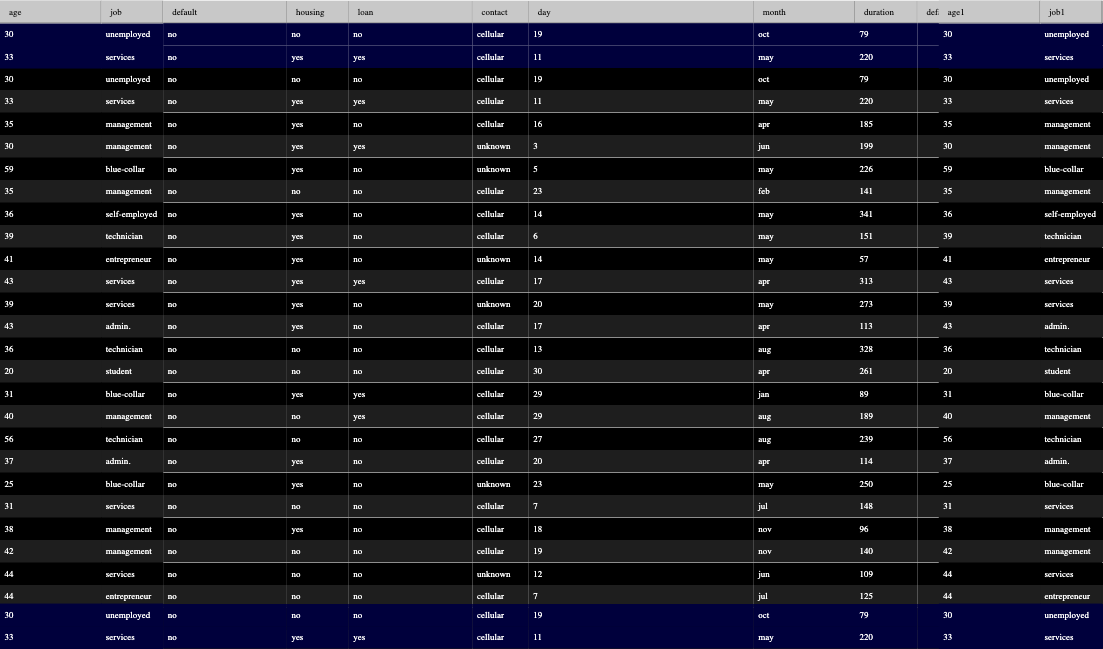 age job default housing loan contact day month duration defi age1 job1
30 unemployed no no no cellular 19 oct 79 30 unemployed
33 services no yes yes cellular 11 may 220 33 services
30 unemployed no no no cellular 19 oct 79 30 unemployed
33 services no yes yes cellular 11 may 220 33 services
35 management no yes no cellular 16 apr 185 35 management
30 management no yes yes unknown 3 jun 199 30 management
59 blue-collar no yes no unknown 5 may 226 59 blue-collar
35 management no no no cellular 23 feb 141 35 management
36 self-employed no yes no cellular 14 may 341 36 self-employed
39 technician no yes no cellular 6 may 151 39 technician
41 entrepreneur no yes no unknown 14 may 57 41 entrepreneur
43 services no yes yes cellular 17 apr 313 43 services
39 services no yes no unknown 20 may 273 39 services
43 admin. no yes no cellular 17 apr 113 43 admin.
36 technician no no no cellular 13 aug 328 36 technician
20 student no no no cellular 30 apr 261 20 student
31 blue-collar no yes yes cellular 29 jan 89 31 blue-collar
40 management no no yes cellular 29 aug 189 40 management
56 technician no no no cellular 27 aug 239 56 technician
37 admin. no yes no cellular 20 apr 114 37 admin.
25 blue-collar no yes no unknown 23 may 250 25 blue-collar
31 services no no no cellular 7 jul 148 31 services
38 management no yes no cellular 18 nov 96 38 management
42 management no no no cellular 19 nov 140 42 management
44 services no no no unknown 12 jun 109 44 services
44 entrepreneur no no no cellular 7 jul 125 44 entrepreneur
30 unemployed no no no cellular 19 oct 79 30 unemployed
33 services no yes yes cellular 11 may 220 33 services